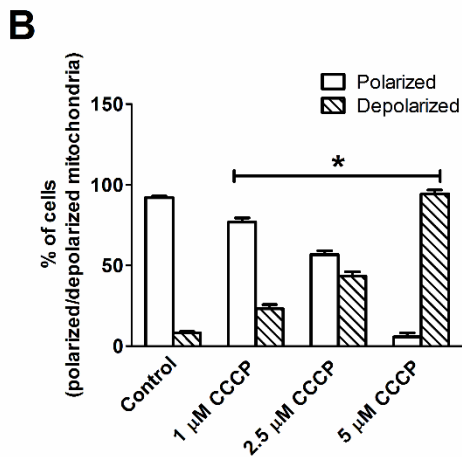 B
Polarized
Depolarized
150
100
50
0
*
% of cells
(polarized/depolarized mitochondria)
Control
1 μM CCCP
2.5 μM CCCP
5 μM CCCP